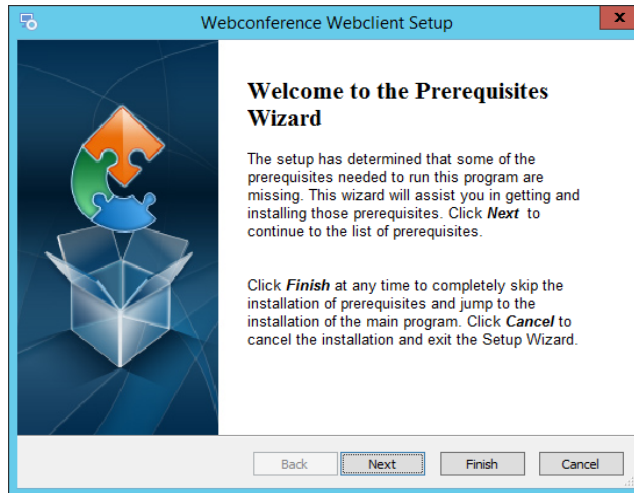 Webconference Webclient Setup
x
Welcome to the Prerequisites
Wizard
The setup has determined that some of the
prerequisites needed to run this program are
missing. This wizard will assist you in getting and
installing those prerequisites. Click Next to
continue to the list of prerequisites.
Click Finish at any time to completely skip the
installation of prerequisites and jump to the
installation of the main program. Click Cancel to
cancel the installation and exit the Setup Wizard.
Back Next Finish Cancel